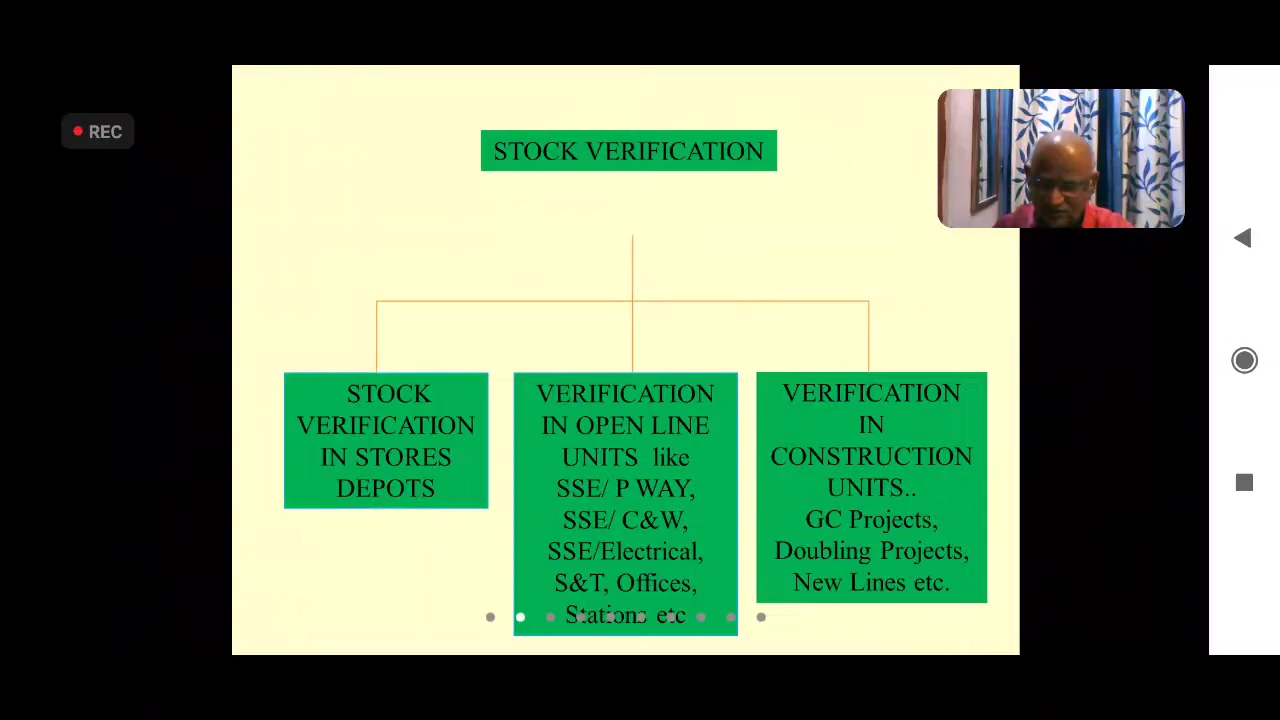 REC
STOCK VERIFICATION
STOCK
VERIFICATION
IN STORES
DEPOTS
VERIFICATION
IN OPEN LINE
UNITS like
SSE/ P WAY,
SSE/ C&W,
SSE/Electrical,
S&T, Offices,
Stations etc
VERIFICATION
IN
CONSTRUCTION
UNITS..
GC Projects,
Doubling Projects,
New Lines etc.